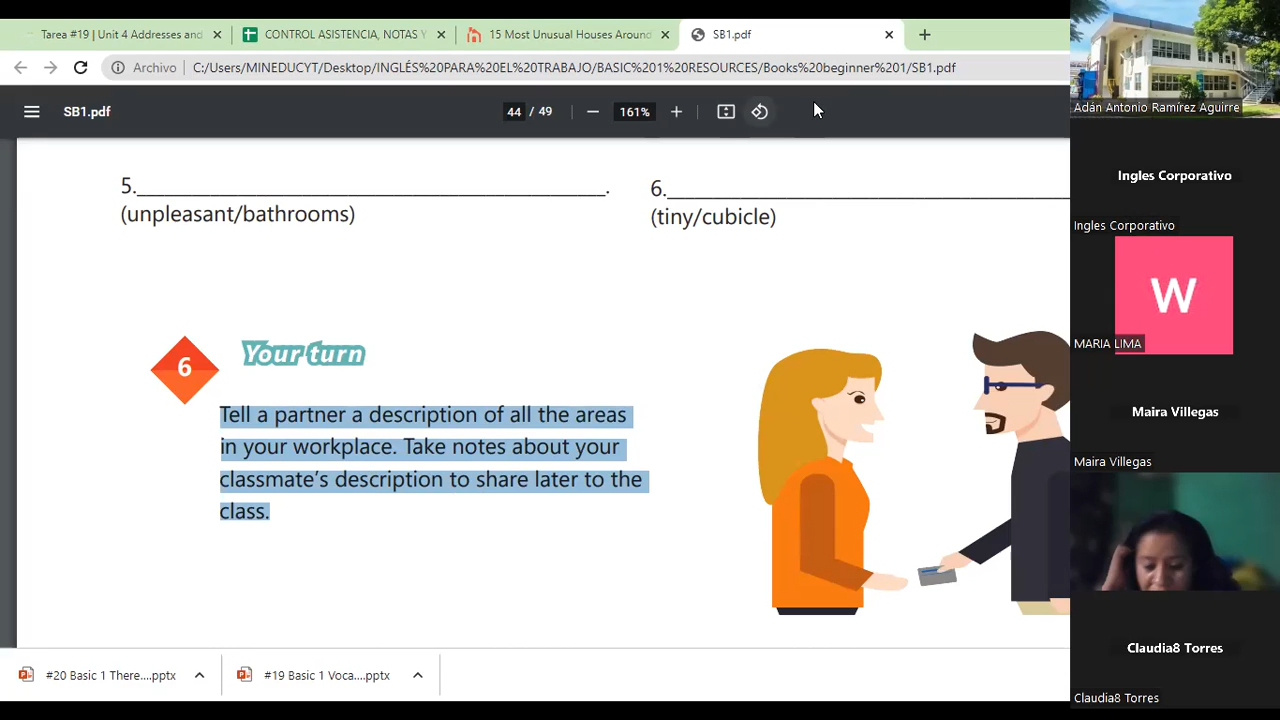 Tarea #19 | Unit 4 Addresses and
CONTROL ASISTENCIA, NOTAS Y
15 Most Unusual Houses Around
SB1.pdf
Archivo
C:/Users/MINEDUCYT/Desktop/INGLÉS%20PARA%20EL%20TRABAJO/BASIC%201%20RESOURCES/Books%20beginner%201/SB1.pdf
SB1.pdf
44 / 49
161%
5.__________________________________________.
(unpleasant/bathrooms)
6.____________________________________
(tiny/cubicle)
6
Your turn
Tell a partner a description of all the areas
in your workplace. Take notes about your
classmate's description to share later to the
class.
#20 Basic 1 There....pptx
#19 Basic 1 Voca....pptx
Adán Antonio Ramírez Aguirre
Ingles Corporativo
Ingles Corporativo
W
MARIA LIMA
Maira Villegas
Maira Villegas
Claudia8 Torres
Claudia8 Torres